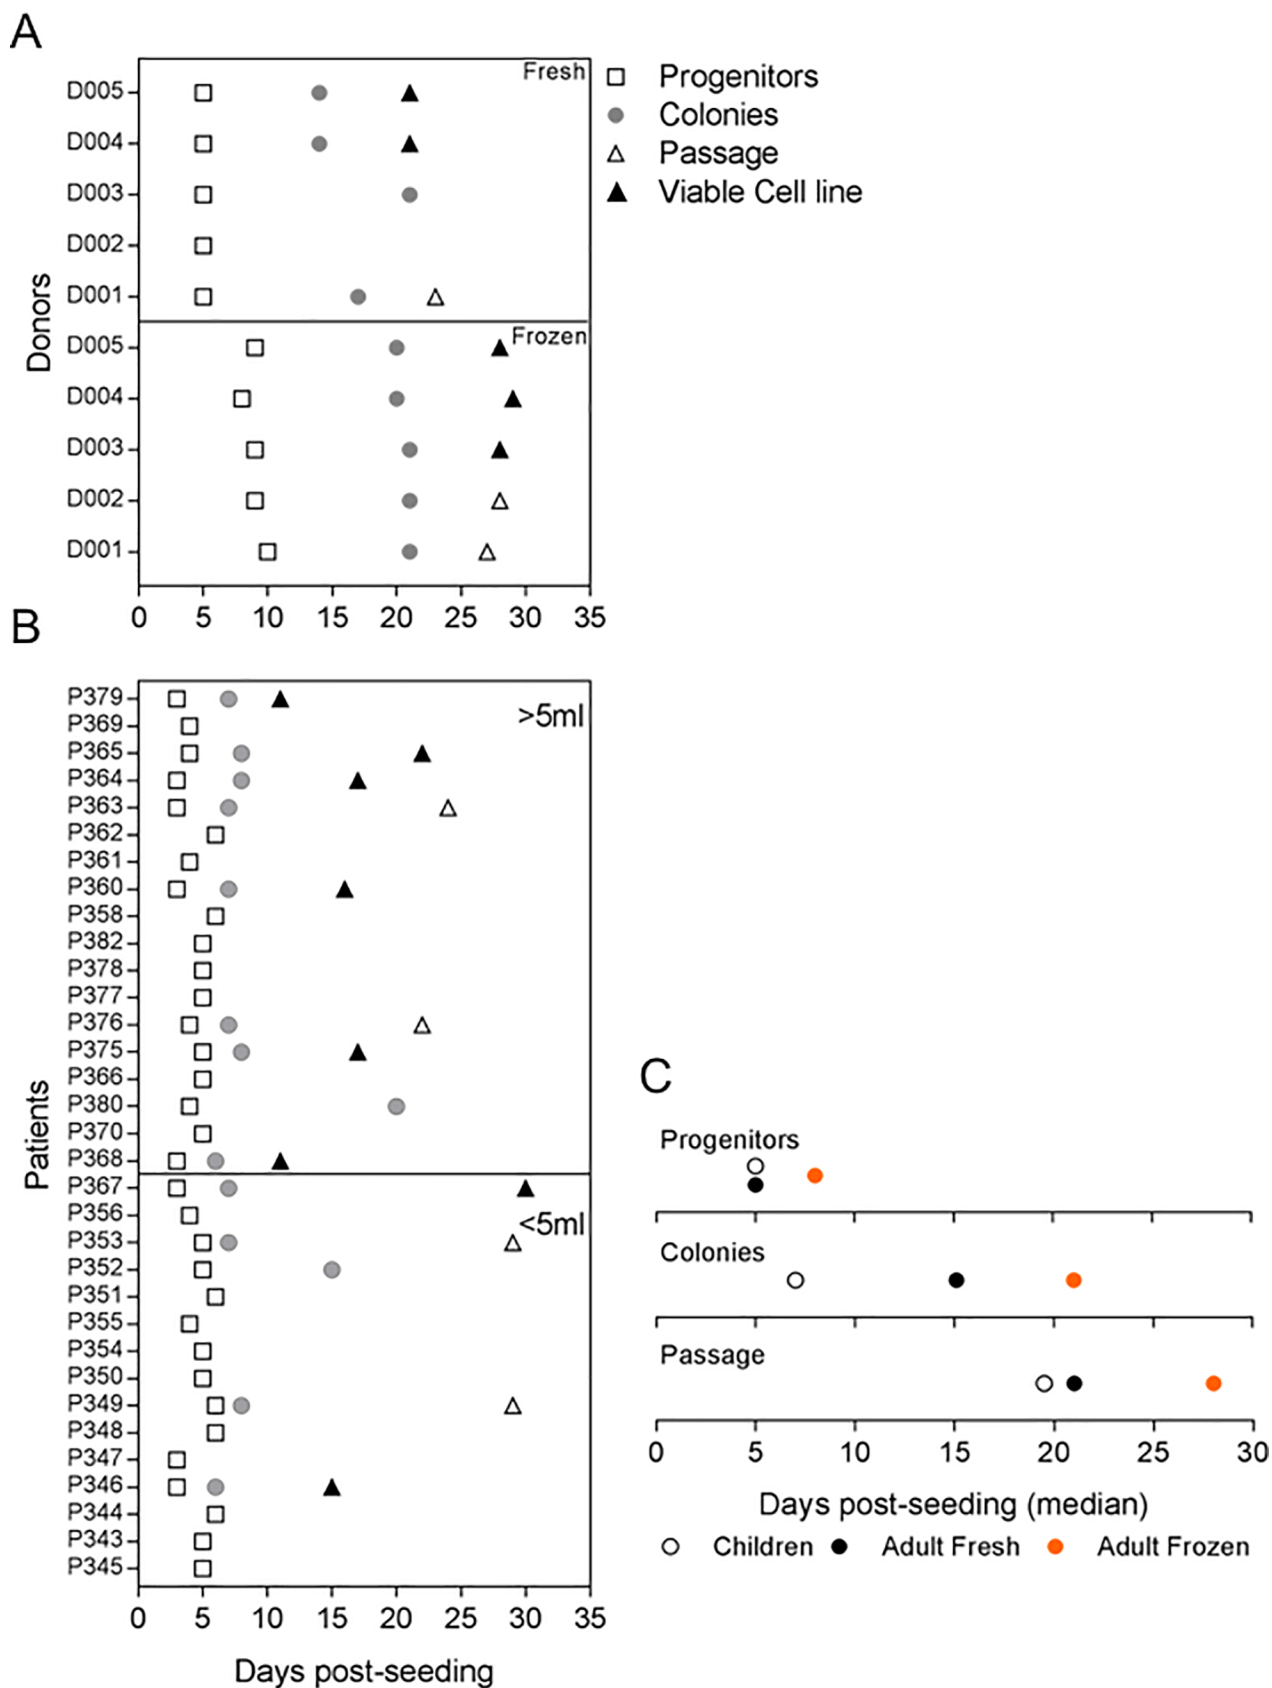 A
Fresh
D005
D004
D003
D002
D001
Frozen
D005
D004
D003
D002
D001
Donors
0 5 10 15 20 25 30 35
Progenitors
Colonies
Passage
Viable Cell line
B
>5ml
P379
P369
P365
P364
P363
P362
P361
P360
P358
P382
P378
P377
P376
P375
P366
P380
P370
P368
<5ml
P367
P356
P353
P352
P351
P355
P354
P350
P349
P348
P347
P346
P344
P343
P345
Patients
0 5 10 15 20 25 30 35
Days post-seeding
C
Progenitors
Colonies
Passage
0 5 10 15 20 25 30
Days post-seeding (median)
Children Adult Fresh Adult Frozen